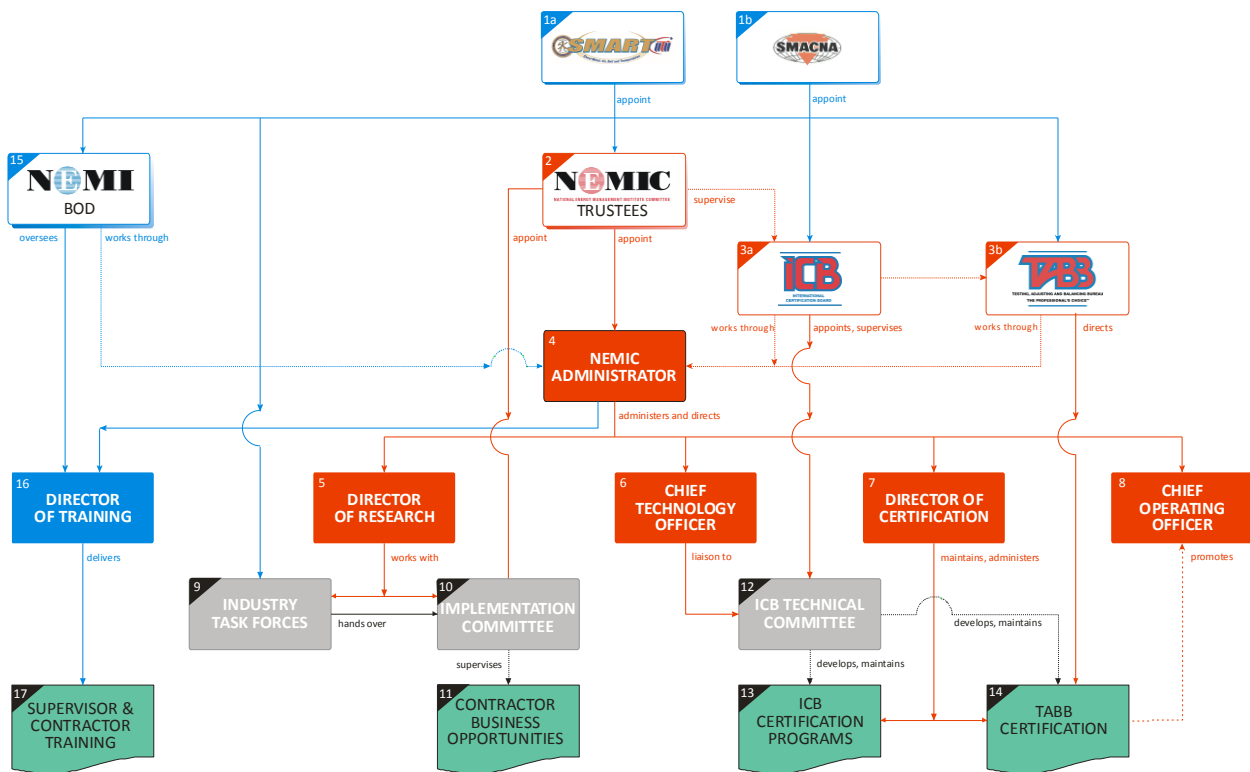 1a
SMART
1b
SMACNA
appoint
appoint
15
NEMI
BOD
2
NEMIC
NATIONAL ENERGY MANAGEMENT INSTITUTE COMMITTEE
TRUSTEES
supervise
oversees
works through
appoint
appoint
3a
ICB
INTERNATIONAL
CERTIFICATION BOARD
3b
TABB
TESTING, ADJUSTING AND BALANCING BUREAU
THE PROFESSIONAL'S CHOICE
works through
appoints, supervises
works through
directs
4
NEMIC
ADMINISTRATOR
administers and directs
16
DIRECTOR
OF TRAINING
5
DIRECTOR
OF RESEARCH
6
CHIEF
TECHNOLOGY
OFFICER
7
DIRECTOR OF
CERTIFICATION
8
CHIEF
OPERATING
OFFICER
delivers
works with
liaison to
maintains, administers
promotes
9
INDUSTRY
TASK FORCES
hands over
10
IMPLEMENTATION
COMMITTEE
12
ICB TECHNICAL
COMMITTEE
develops, maintains
supervises
develops, maintains
17
SUPERVISOR &
CONTRACTOR
TRAINING
11
CONTRACTOR
BUSINESS
OPPORTUNITIES
13
ICB
CERTIFICATION
PROGRAMS
14
TABB
CERTIFICATION